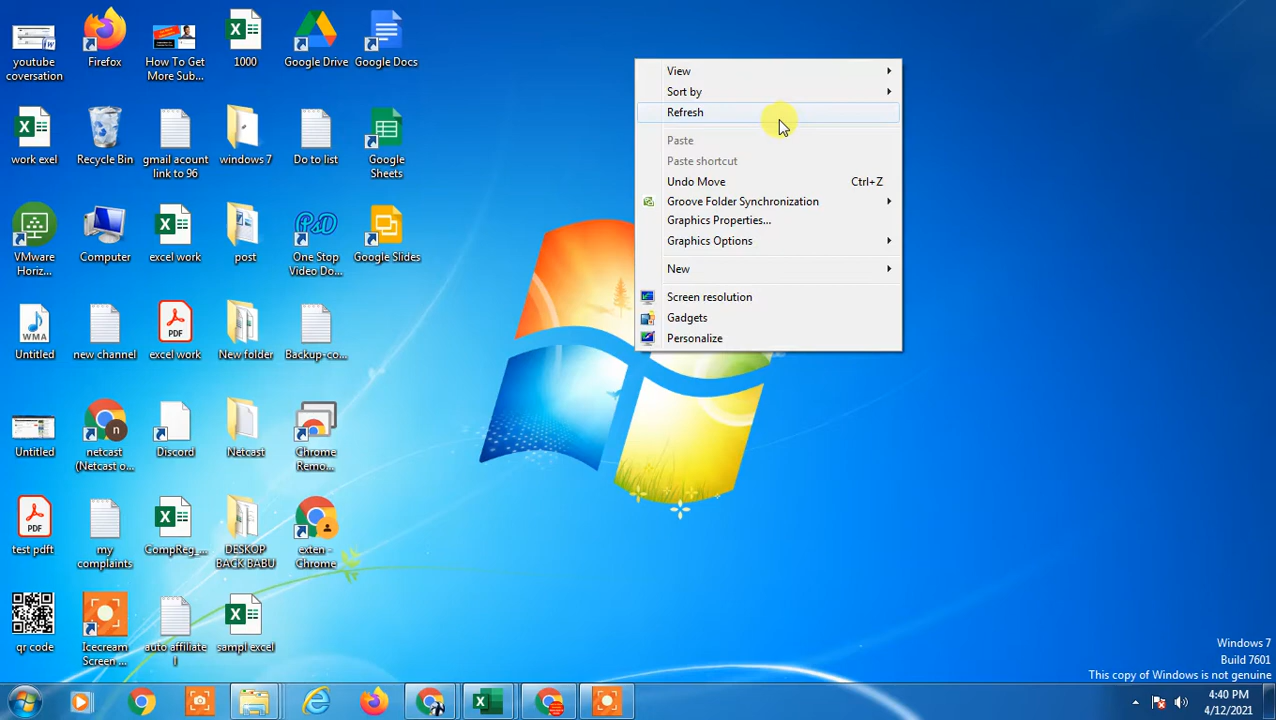 youtube
coversation
Firefox
How To Get
More Sub...
1000
Google Drive
Google Docs
work exel
Recycle Bin
gmail acount
link to 96
windows 7
Do to list
Google
Sheets
VMware
Horiz...
Computer
excel work
post
One Stop
Video Do...
Google Slides
Untitled
new channel
excel work
New folder
Backup-co...
Untitled
netcast
(Netcast o...
Discord
Netcast
Chrome
Remo...
test pdft
my
complaints
CompReg_...
DESKOP
BACK BABU
exten -
Chrome
qr code
Icecream
Screen ...
auto affiliate
l
sampl excel
View
Sort by
Refresh
Paste
Paste shortcut
Undo Move Ctrl+Z
Groove Folder Synchronization
Graphics Properties...
Graphics Options
New
Screen resolution
Gadgets
Personalize
Windows 7
Build 7601
This copy of Windows is not genuine
4:40 PM
4/12/2021